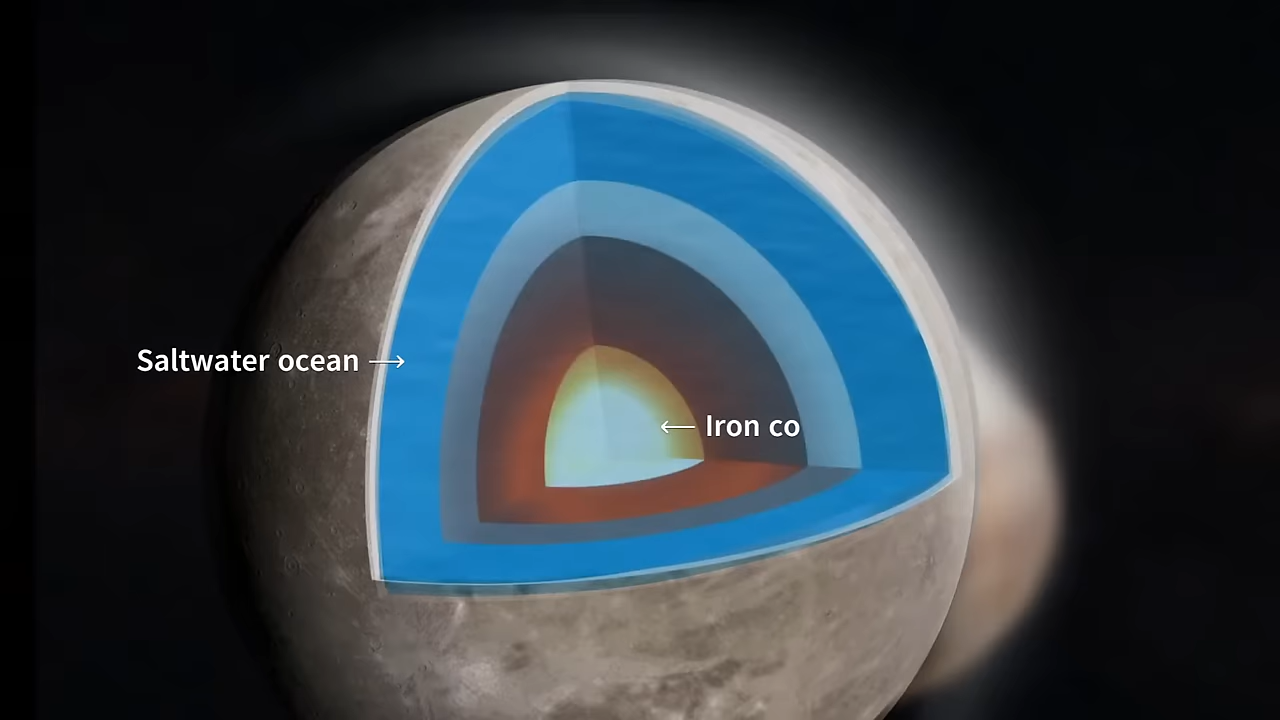 Saltwater ocean →
← Iron co